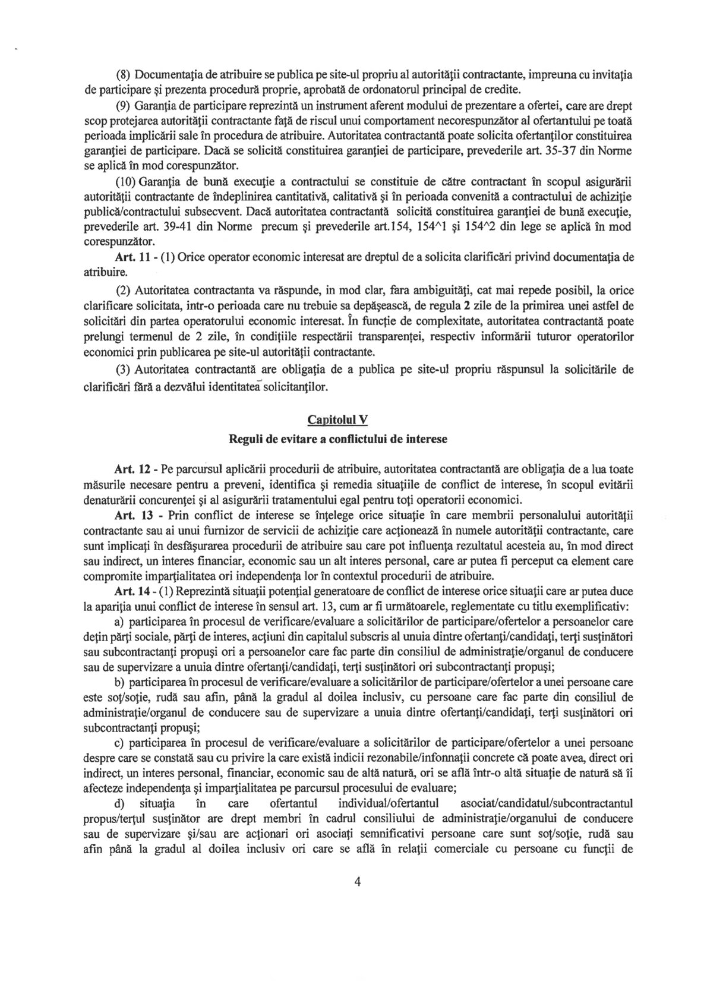 (8) Documentaţia de atribuire se publica pe site-ul propriu al autorităţii contractante, impreuna cu invitaţia
de participare şi prezenta procedură proprie, aprobată de ordonatorul principal de credite.
(9) Garanţia de participare reprezintă un instrument aferent modului de prezentare a ofertei, care are drept
scop protejarea autorităţii contractante faţă de riscul unui comportament necorespunzător al ofertantului pe toată
perioada implicării sale în procedura de atribuire. Autoritatea contractantă poate solicita ofertanţilor constituirea
garanţiei de participare. Dacă se solicită constituirea garanţiei de participare, prevederile art. 35-37 din Norme
se aplică în mod corespunzător.
(10) Garanţia de bună execuţie a contractului se constituie de către contractant în scopul asigurării
autorităţii contractante de îndeplinirea cantitativă, calitativă şi în perioada convenită a contractului de achiziţie
publică/contractului subsecvent. Dacă autoritatea contractantă solicită constituirea garanţiei de bună execuţie,
prevederile art. 39-41 din Norme precum şi prevederile art.154, 154^1 şi 154^2 din lege se aplică în mod
corespunzător.
Art. 11 - (1) Orice operator economic interesat are dreptul de a solicita clarificări privind documentaţia de
atribuire.
(2) Autoritatea contractanta va răspunde, in mod clar, fara ambiguităţi, cat mai repede posibil, la orice
clarificare solicitata, intr-o perioada care nu trebuie sa depăşească, de regula 2 zile de la primirea unei astfel de
solicitări din partea operatorului economic interesat. În funcţie de complexitate, autoritatea contractantă poate
prelungi termenul de 2 zile, în condiţiile respectării transparenţei, respectiv informării tuturor operatorilor
economici prin publicarea pe site-ul autorităţii contractante.
(3) Autoritatea contractantă are obligaţia de a publica pe site-ul propriu răspunsul la solicitările de
clarificări fără a dezvălui identitatea solicitanţilor.
Capitolul V
Reguli de evitare a conflictului de interese
Art. 12 - Pe parcursul aplicării procedurii de atribuire, autoritatea contractantă are obligaţia de a lua toate
măsurile necesare pentru a preveni, identifica şi remedia situaţiile de conflict de interese, în scopul evitării
denaturării concurenţei şi al asigurării tratamentului egal pentru toţi operatorii economici.
Art. 13 - Prin conflict de interese se înţelege orice situaţie în care membrii personalului autorităţii
contractante sau ai unui furnizor de servicii de achiziţie care acţionează în numele autorităţii contractante, care
sunt implicaţi în desfăşurarea procedurii de atribuire sau care pot influenţa rezultatul acesteia au, în mod direct
sau indirect, un interes financiar, economic sau un alt interes personal, care ar putea fi perceput ca element care
compromite imparţialitatea ori independenţa lor în contextul procedurii de atribuire.
Art. 14 - (1) Reprezintă situaţii potenţial generatoare de conflict de interese orice situaţii care ar putea duce
la apariţia unui conflict de interese în sensul art. 13, cum ar fi următoarele, reglementate cu titlu exemplificativ:
a) participarea în procesul de verificare/evaluare a solicitărilor de participare/ofertelor a persoanelor care
deţin părţi sociale, părţi de interes, acţiuni din capitalul subscris al unuia dintre ofertanţi/candidaţi, terţi susţinători
sau subcontractanţi propuşi ori a persoanelor care fac parte din consiliul de administraţie/organul de conducere
sau de supervizare a unuia dintre ofertanţi/candidaţi, terţi susţinători ori subcontractanţi propuşi;
b) participarea în procesul de verificare/evaluare a solicitărilor de participare/ofertelor a unei persoane care
este soţ/soţie, rudă sau afin, până la gradul al doilea inclusiv, cu persoane care fac parte din consiliul de
administraţie/organul de conducere sau de supervizare a unuia dintre ofertanţi/candidaţi, terţi susţinători ori
subcontractanţi propuşi;
c) participarea în procesul de verificare/evaluare a solicitărilor de participare/ofertelor a unei persoane
despre care se constată sau cu privire la care există indicii rezonabile/infonnaţii concrete că poate avea, direct ori
indirect, un interes personal, financiar, economic sau de altă natură, ori se află într-o altă situaţie de natură să îi
afecteze independenţa şi imparţialitatea pe parcursul procesului de evaluare;
d) situaţia în care ofertantul individual/ofertantul asociat/candidatul/subcontractantul
propus/terţul susţinător are drept membri în cadrul consiliului de administraţie/organului de conducere
sau de supervizare şi/sau are acţionari ori asociaţi semnificativi persoane care sunt soţ/soţie, rudă sau
afin până la gradul al doilea inclusiv ori care se află în relaţii comerciale cu persoane cu funcţii de
4